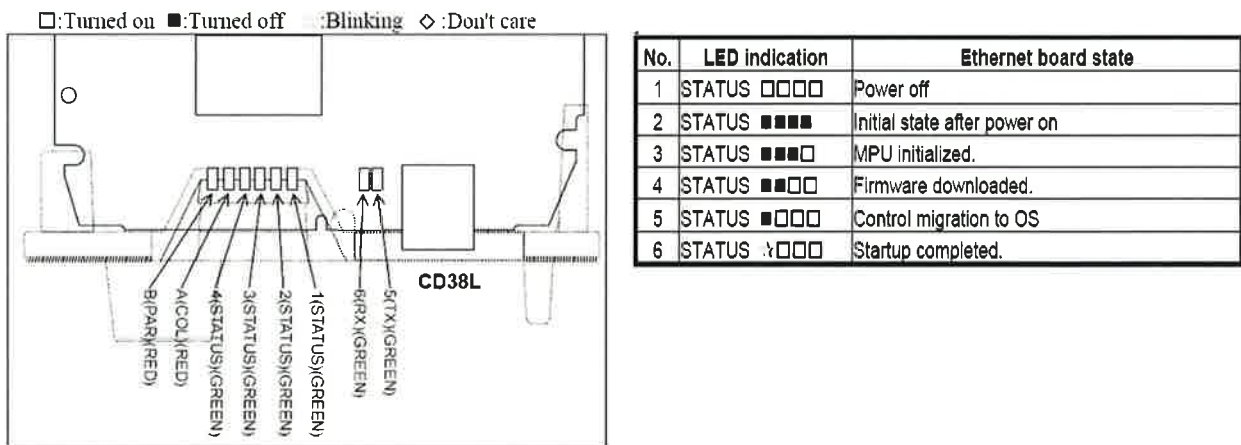 □:Turned on ■:Turned off :Blinking ◇:Don't care
CD38L
B(PAR)(RED)
A(COL)(RED)
4(STATUS)(GREEN)
3(STATUS)(GREEN)
2(STATUS)(GREEN)
1(STATUS)(GREEN)
6(RX)(GREEN)
5(TX)(GREEN)
No. LED indication Ethernet board state
1 STATUS □□□□ Power off
2 STATUS ■■■■ Initial state after power on
3 STATUS ■■■□ MPU initialized.
4 STATUS ■■□□ Firmware downloaded.
5 STATUS ■□□□ Control migration to OS
6 STATUS ☆□□□ Startup completed.